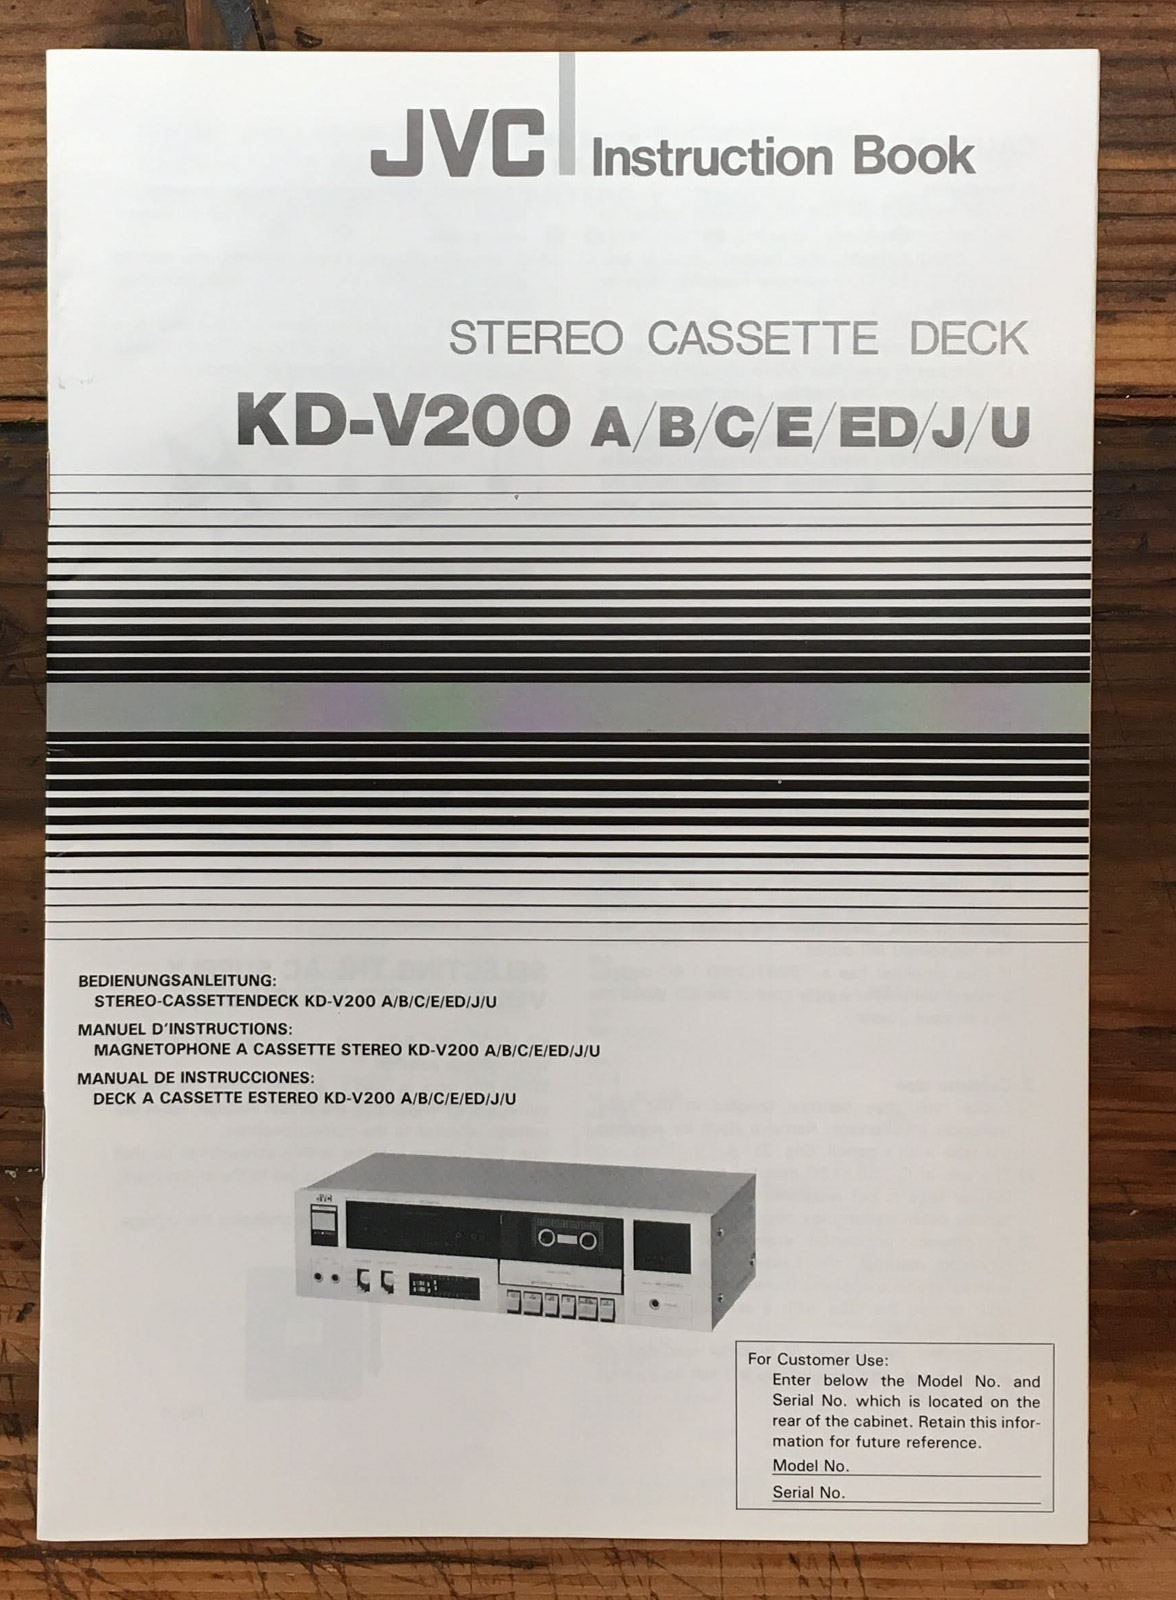 JVC Instruction Book
STEREO CASSETTE DECK
KD-V200 A/B/C/E/ED/J/U
BEDIENUNGSANLEITUNG:
STEREO-CASSETTENDECK KD-V200 A/B/C/E/ED/J/U
MANUEL D'INSTRUCTIONS:
MAGNETOPHONE A CASSETTE STEREO KD-V200 A/B/C/E/ED/J/U
MANUAL DE INSTRUCCIONES:
DECK A CASSETTE ESTEREO KD-V200 A/B/C/E/ED/J/U
JVC
For Customer Use:
Enter below the Model No. and
Serial No. which is located on the
rear of the cabinet. Retain this infor-
mation for future reference.
Model No.
Serial No.